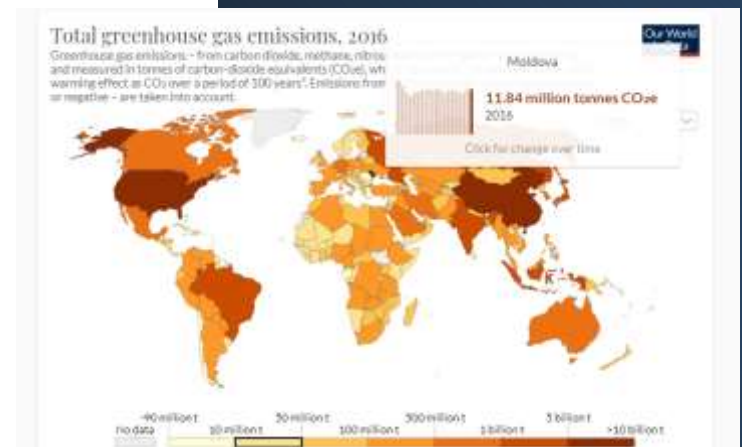 Total greenhouse gas emissions, 2016
Our World
Greenhouse gas emissions – from carbon dioxide, methane, nitrou
and measured in tonnes of carbon-dioxide equivalents (CO₂e), wh
warming effect as CO₂ over a period of 100 years". Emissions from
or negative – are taken into account.
Moldova
11.84 million tonnes CO₂e
2016
Click for change over time
no data
10 million t
50 million t
100 million t
500 million t
1 billion t
5 billion t
>10 billion t